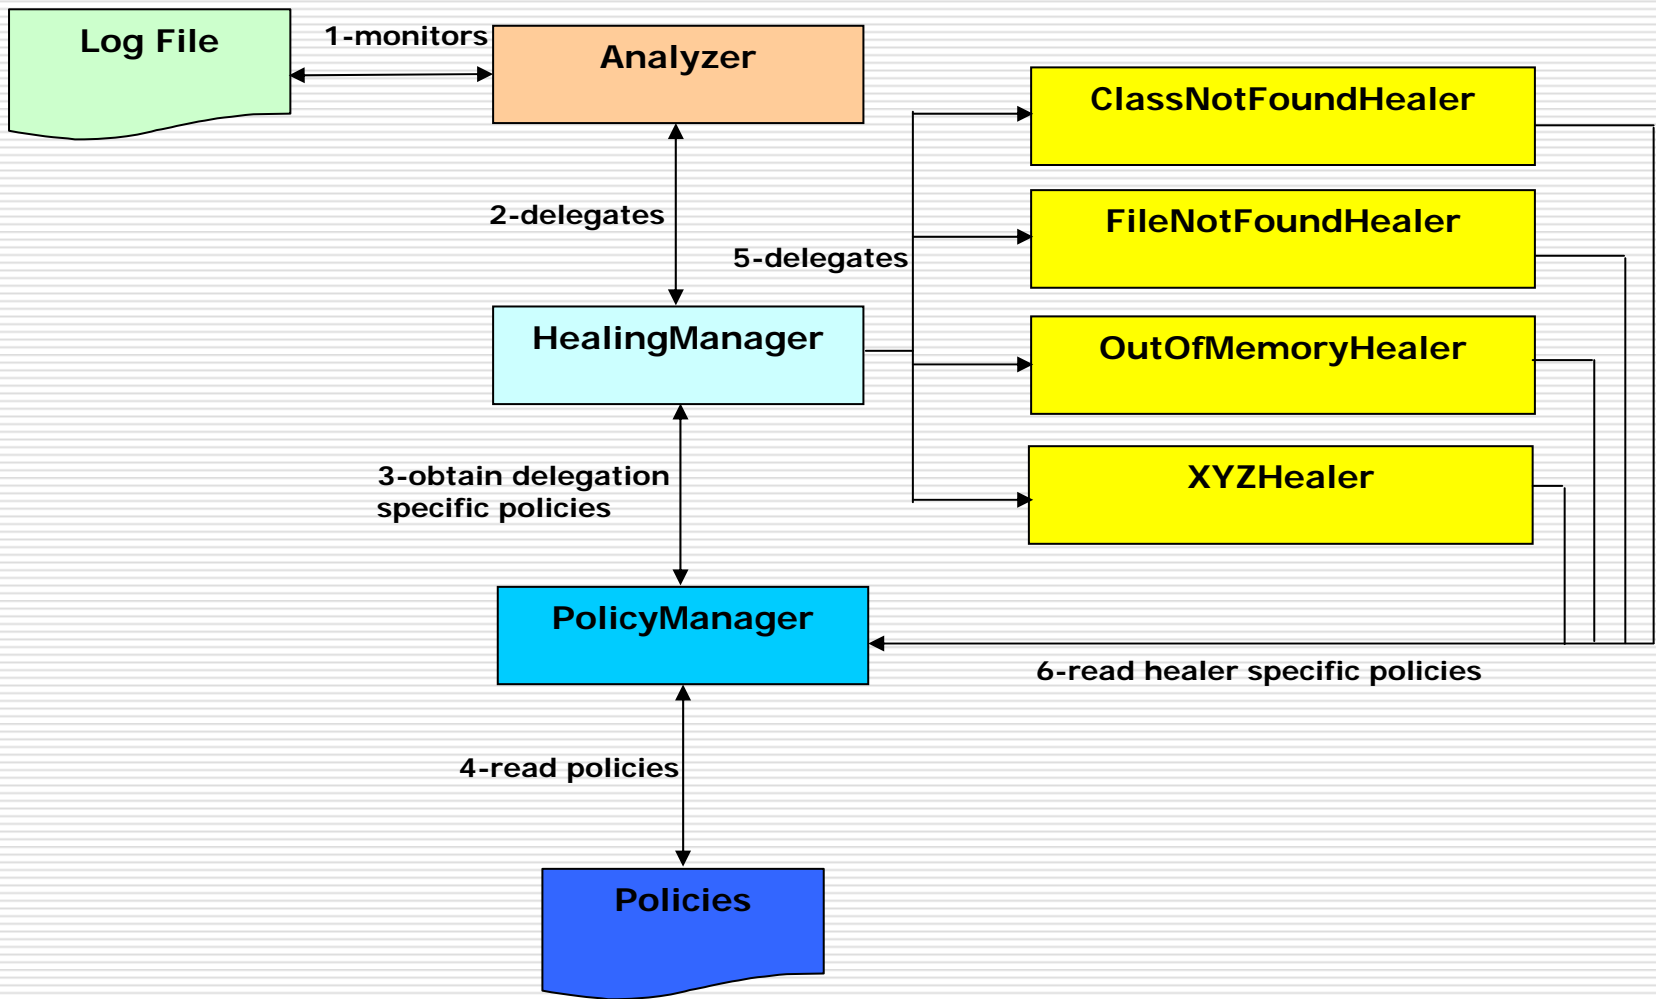 Log File
1-monitors
Analyzer
ClassNotFoundHealer
2-delegates
FileNotFoundHealer
5-delegates
HealingManager
OutOfMemoryHealer
3-obtain delegation
specific policies
XYZHealer
PolicyManager
6-read healer specific policies
4-read policies
Policies